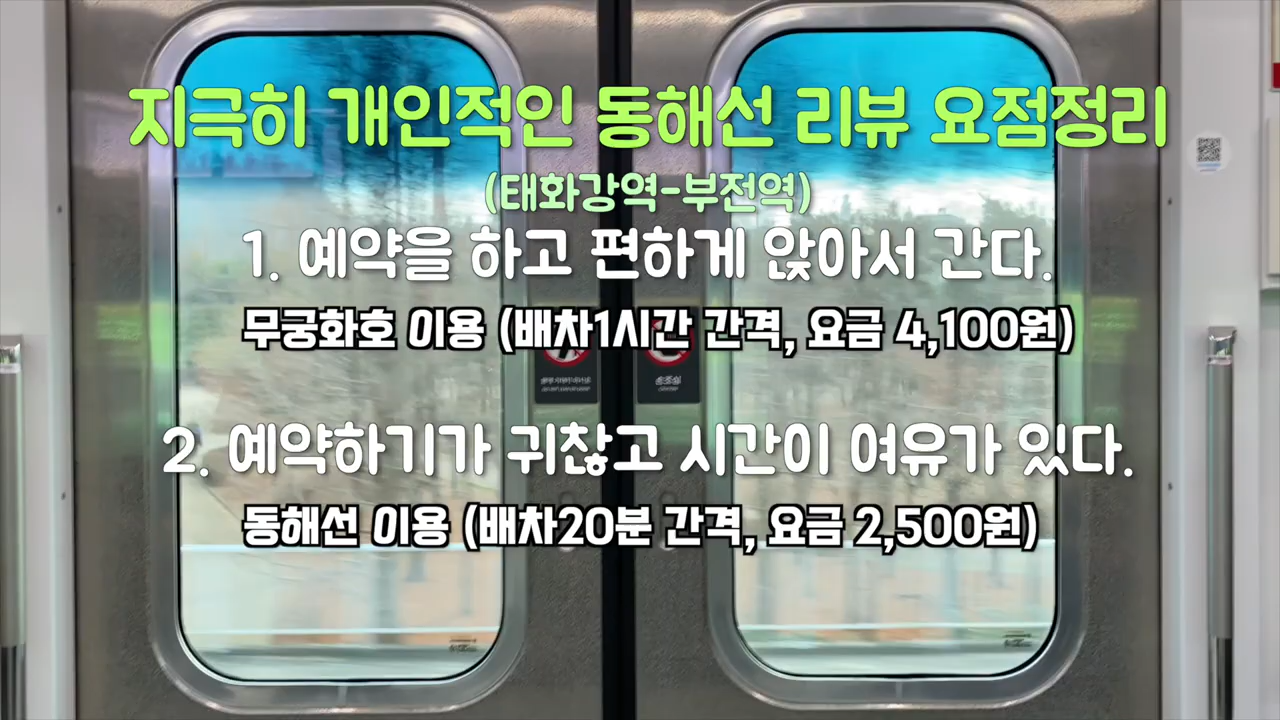 지극히 개인적인 동해선 리뷰 요점정리
(태화강역-부전역)
1. 예약을 하고 편하게 앉아서 간다.
무궁화호 이용 (배차1시간 간격, 요금 4,100원)
2. 예약하기가 귀찮고 시간이 여유가 있다.
동해선 이용 (배차20분 간격, 요금 2,500원)